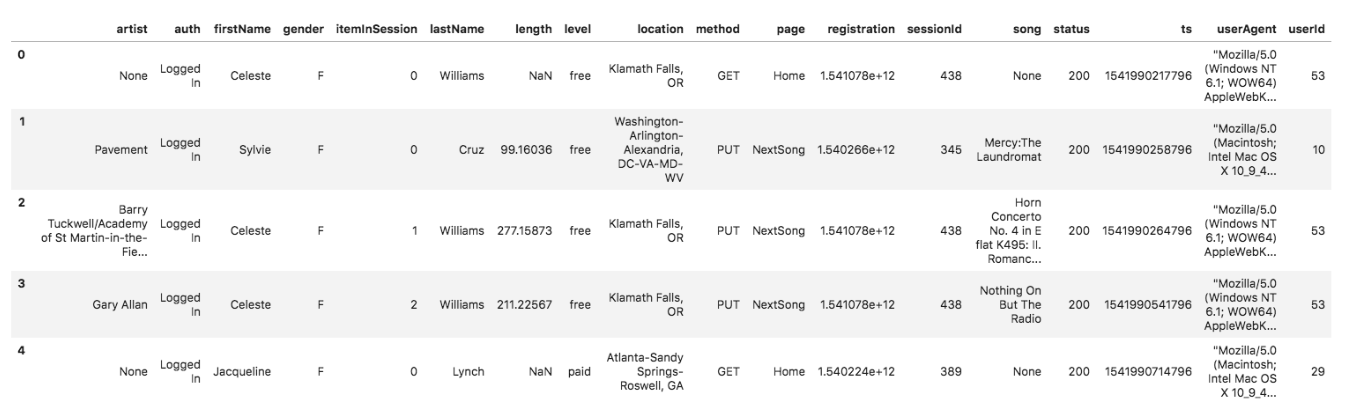 artist auth firstName gender itemInSession lastName length level location method page registration sessionId song status ts userAgent userId
0 None Logged In Celeste F 0 Williams NaN free Klamath Falls, OR GET Home 1.541078e+12 438 None 200 1541990217796 "Mozilla/5.0 (Windows NT 6.1; WOW64) AppleWebK... 53
1 Pavement Logged In Sylvie F 0 Cruz 99.16036 free Washington-Arlington-Alexandria, DC-VA-MD-WV PUT NextSong 1.540266e+12 345 Mercy:The Laundromat 200 1541990258796 "Mozilla/5.0 (Macintosh; Intel Mac OS X 10_9_4... 10
2 Barry Tuckwell/Academy of St Martin-in-the-Fie... Logged In Celeste F 1 Williams 277.15873 free Klamath Falls, OR PUT NextSong 1.541078e+12 438 Horn Concerto No. 4 in E flat K495: II. Romanc... 200 1541990264796 "Mozilla/5.0 (Windows NT 6.1; WOW64) AppleWebK... 53
3 Gary Allan Logged In Celeste F 2 Williams 211.22567 free Klamath Falls, OR PUT NextSong 1.541078e+12 438 Nothing On But The Radio 200 1541990541796 "Mozilla/5.0 (Windows NT 6.1; WOW64) AppleWebK... 53
4 None Logged In Jacqueline F 0 Lynch NaN paid Atlanta-Sandy Springs-Roswell, GA GET Home 1.540224e+12 389 None 200 1541990714796 "Mozilla/5.0 (Macintosh; Intel Mac OS X 10_9_4... 29